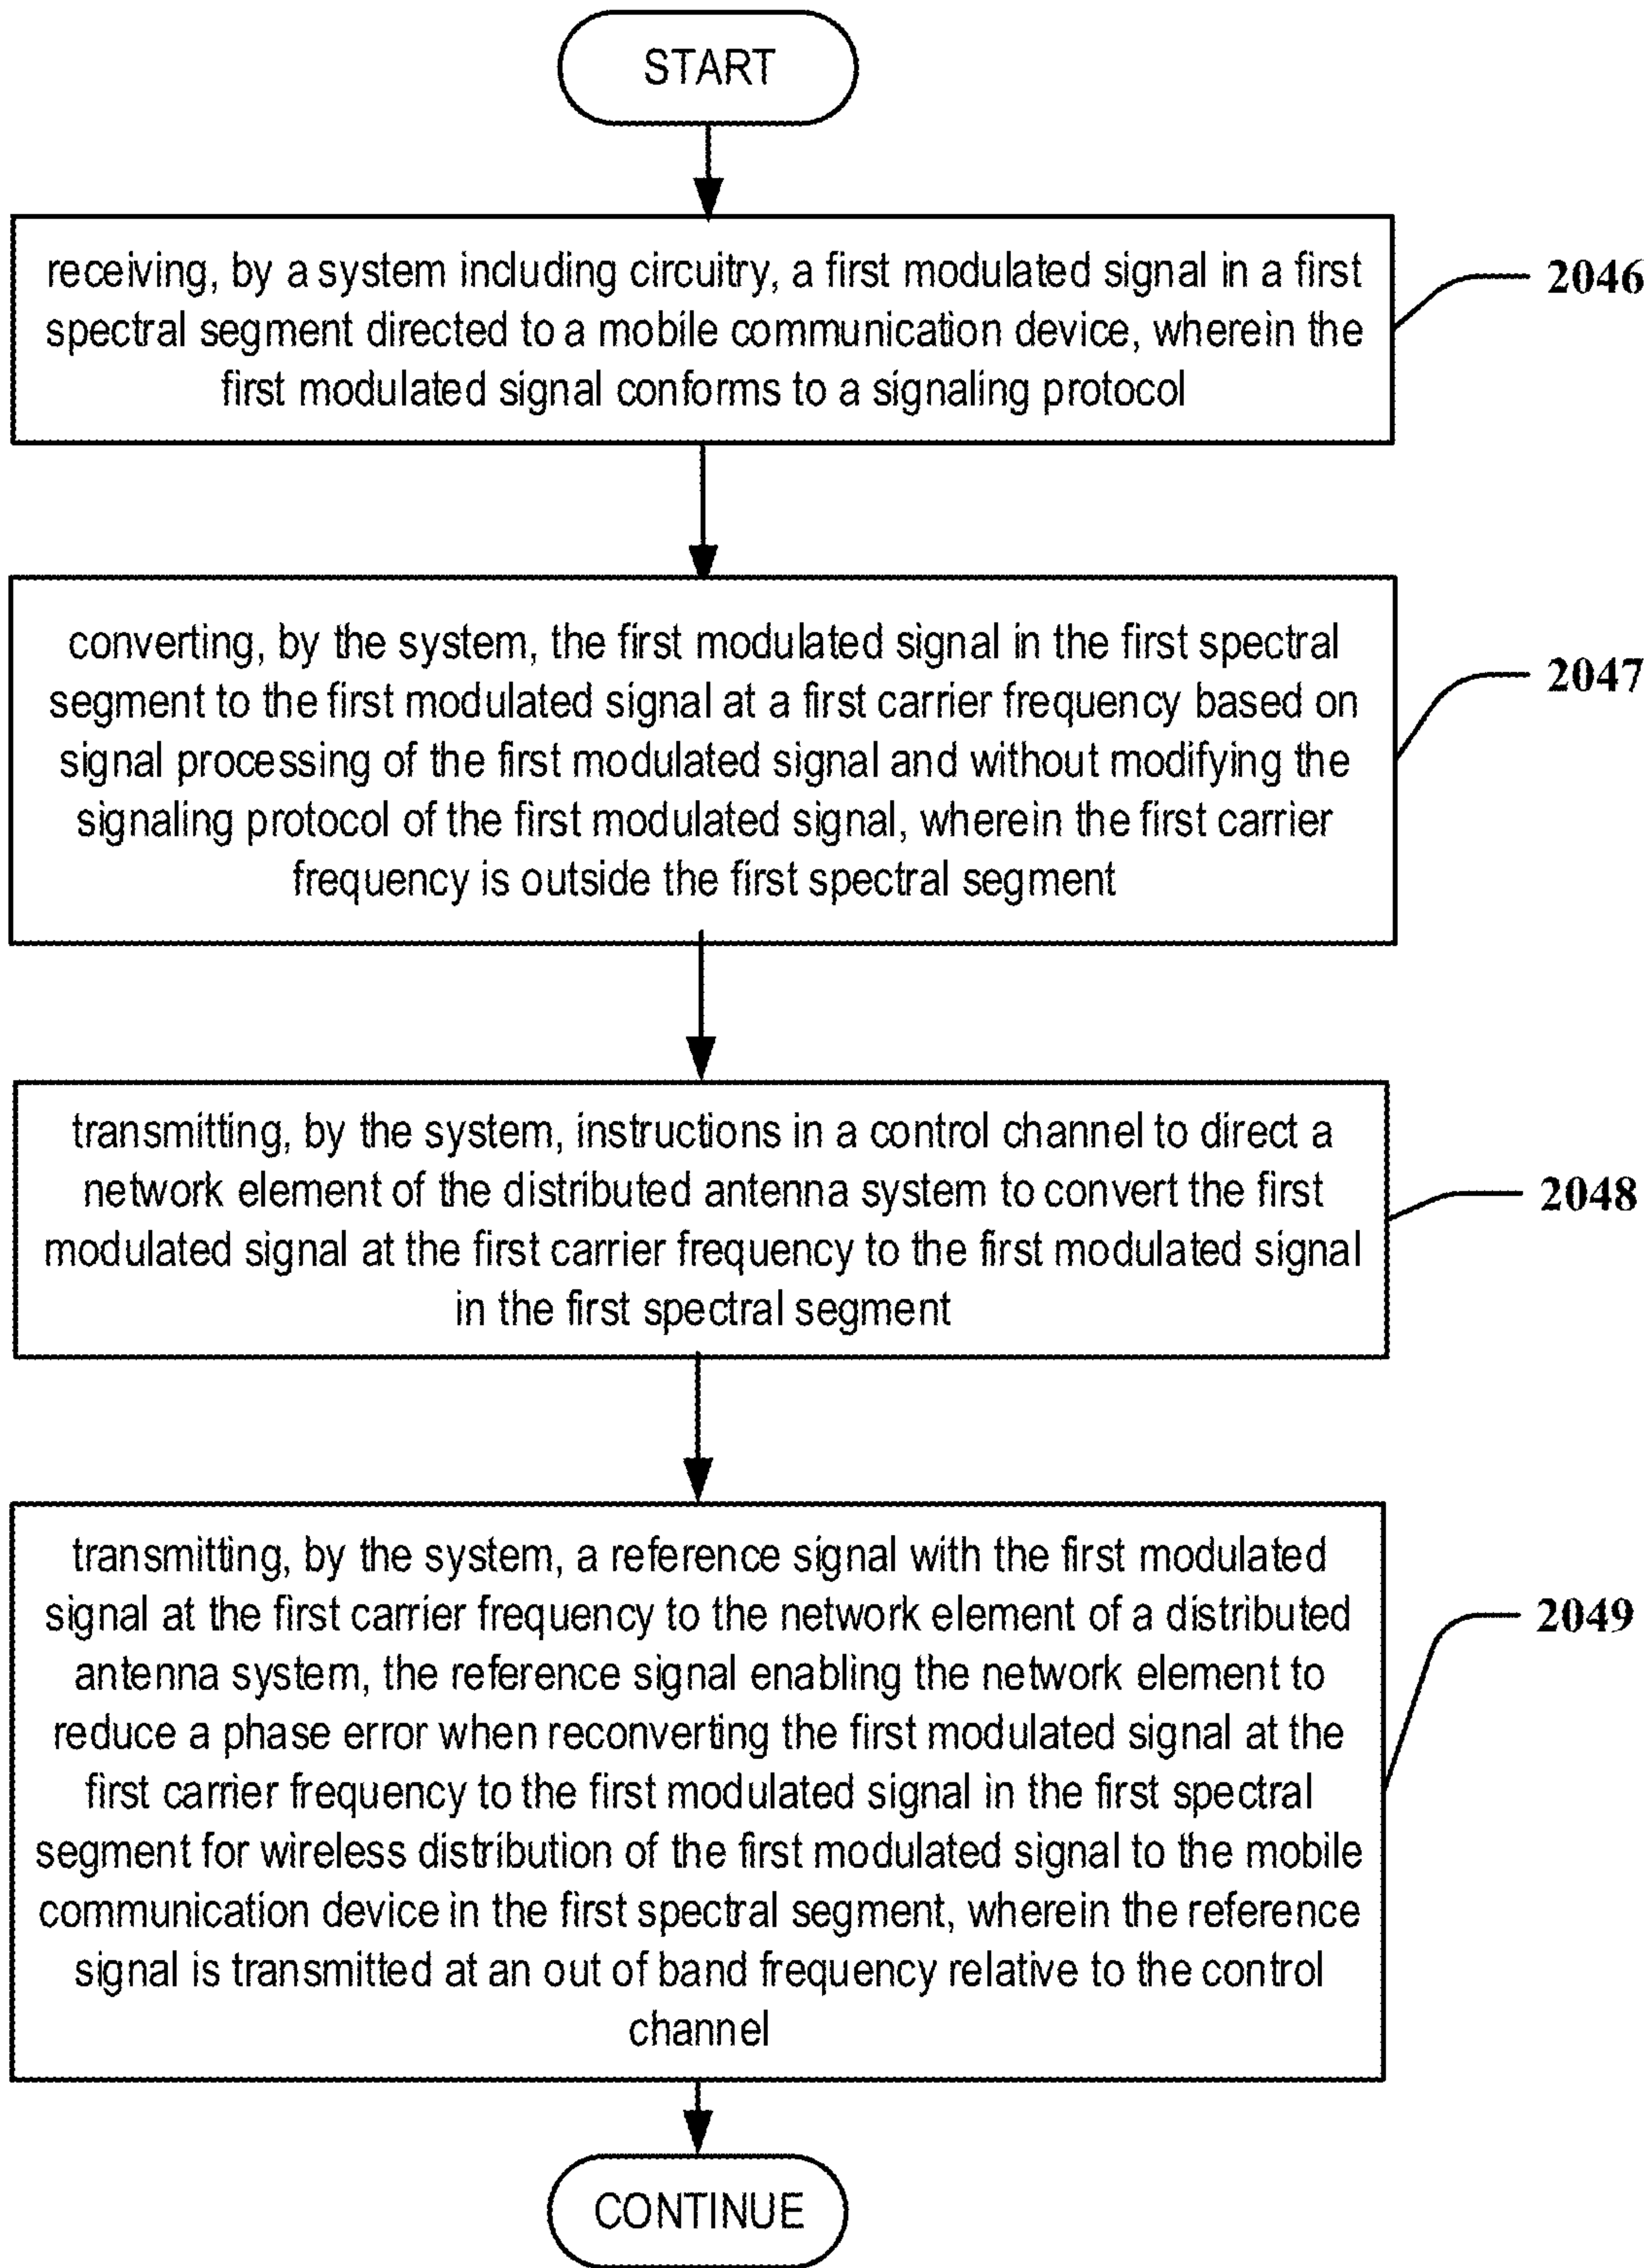 START
receiving, by a system including circuitry, a first modulated signal in a first
spectral segment directed to a mobile communication device, wherein the
first modulated signal conforms to a signaling protocol
2046
converting, by the system, the first modulated signal in the first spectral
segment to the first modulated signal at a first carrier frequency based on
signal processing of the first modulated signal and without modifying the
signaling protocol of the first modulated signal, wherein the first carrier
frequency is outside the first spectral segment
2047
transmitting, by the system, instructions in a control channel to direct a
network element of the distributed antenna system to convert the first
modulated signal at the first carrier frequency to the first modulated signal
in the first spectral segment
2048
transmitting, by the system, a reference signal with the first modulated
signal at the first carrier frequency to the network element of a distributed
antenna system, the reference signal enabling the network element to
reduce a phase error when reconverting the first modulated signal at the
first carrier frequency to the first modulated signal in the first spectral
segment for wireless distribution of the first modulated signal to the mobile
communication device in the first spectral segment, wherein the reference
signal is transmitted at an out of band frequency relative to the control
channel
2049
CONTINUE